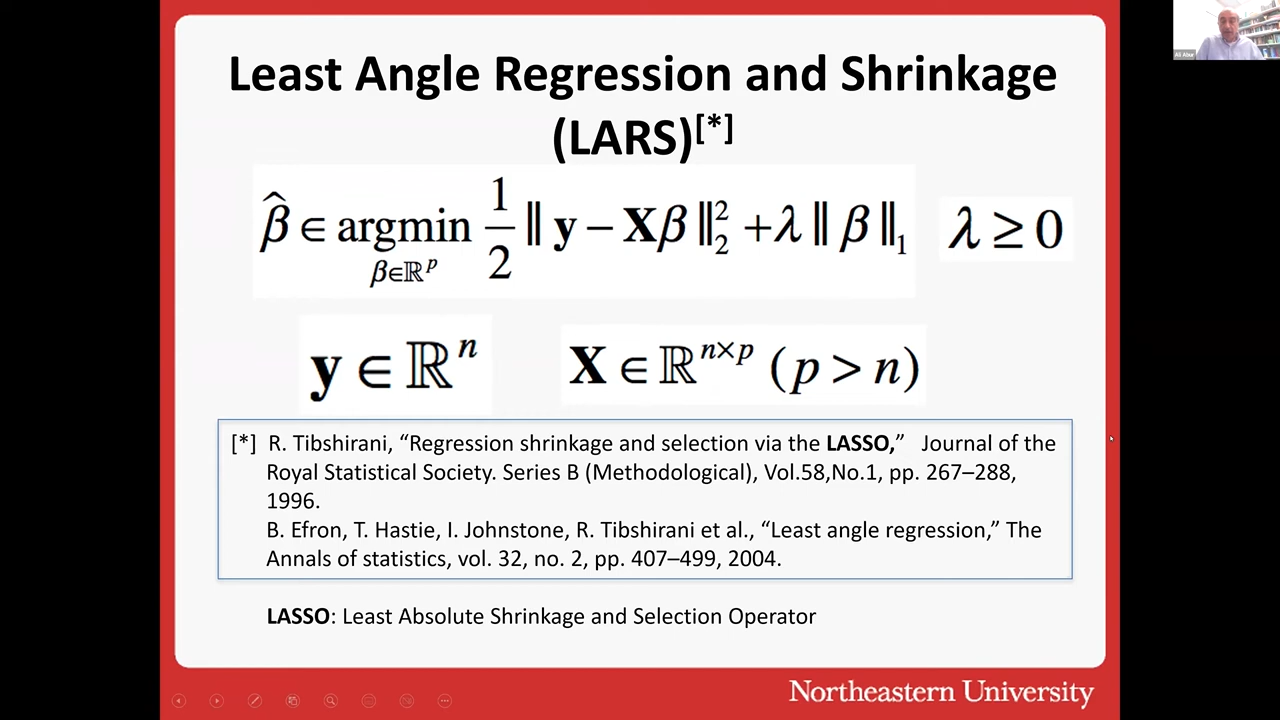 Least Angle Regression and Shrinkage
(LARS)[*]
β̂ ∈ argmin 1/2 ‖ y − Xβ ‖₂² + λ ‖ β ‖₁   λ ≥ 0
β∈ℝᵖ
y ∈ ℝⁿ   X ∈ ℝⁿˣᵖ (p > n)
[*] R. Tibshirani, “Regression shrinkage and selection via the LASSO,” Journal of the
Royal Statistical Society. Series B (Methodological), Vol.58,No.1, pp. 267–288,
1996.
B. Efron, T. Hastie, I. Johnstone, R. Tibshirani et al., “Least angle regression,” The
Annals of statistics, vol. 32, no. 2, pp. 407–499, 2004.
LASSO: Least Absolute Shrinkage and Selection Operator
Northeastern University
Ali Abur